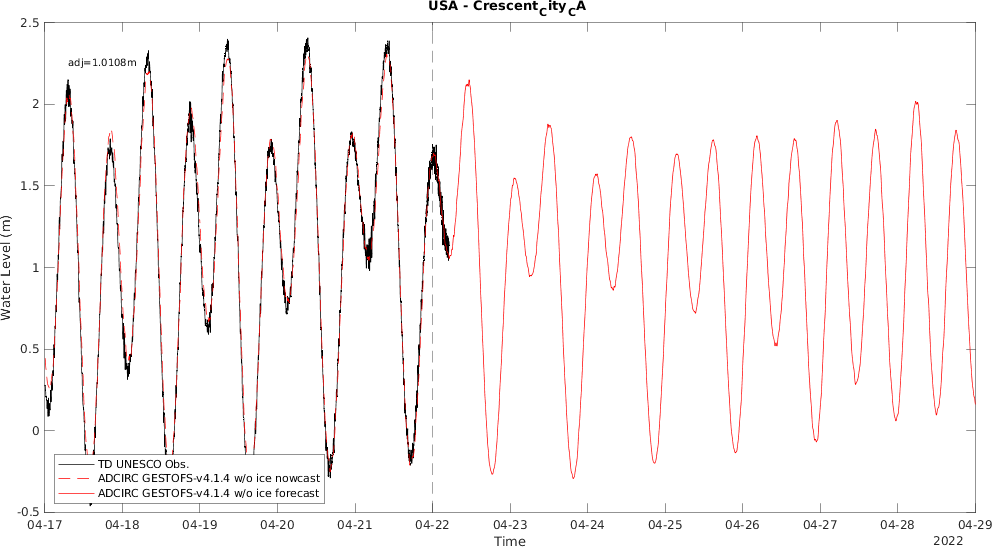 USA - Crescent_City_CA
2.5
adj=1.0108m
2
1.5
1
0.5
0
-0.5
Water Level (m)
TD UNESCO Obs.
ADCIRC GESTOFS-v4.1.4 w/o ice nowcast
ADCIRC GESTOFS-v4.1.4 w/o ice forecast
04-17 04-18 04-19 04-20 04-21 04-22 04-23 04-24 04-25 04-26 04-27 04-28 04-29
Time
2022